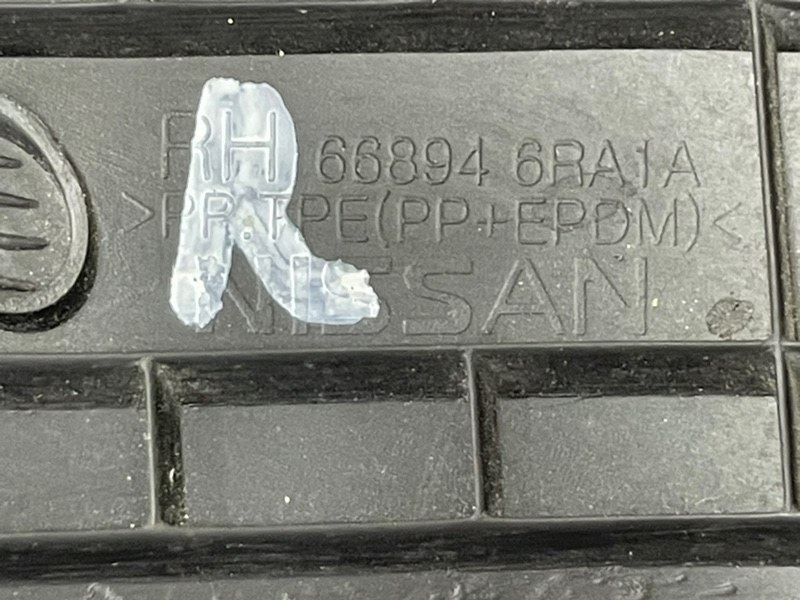 RH 66894 6RA1A
>PP.TPE(PP+EPDM)<
NISSAN
R